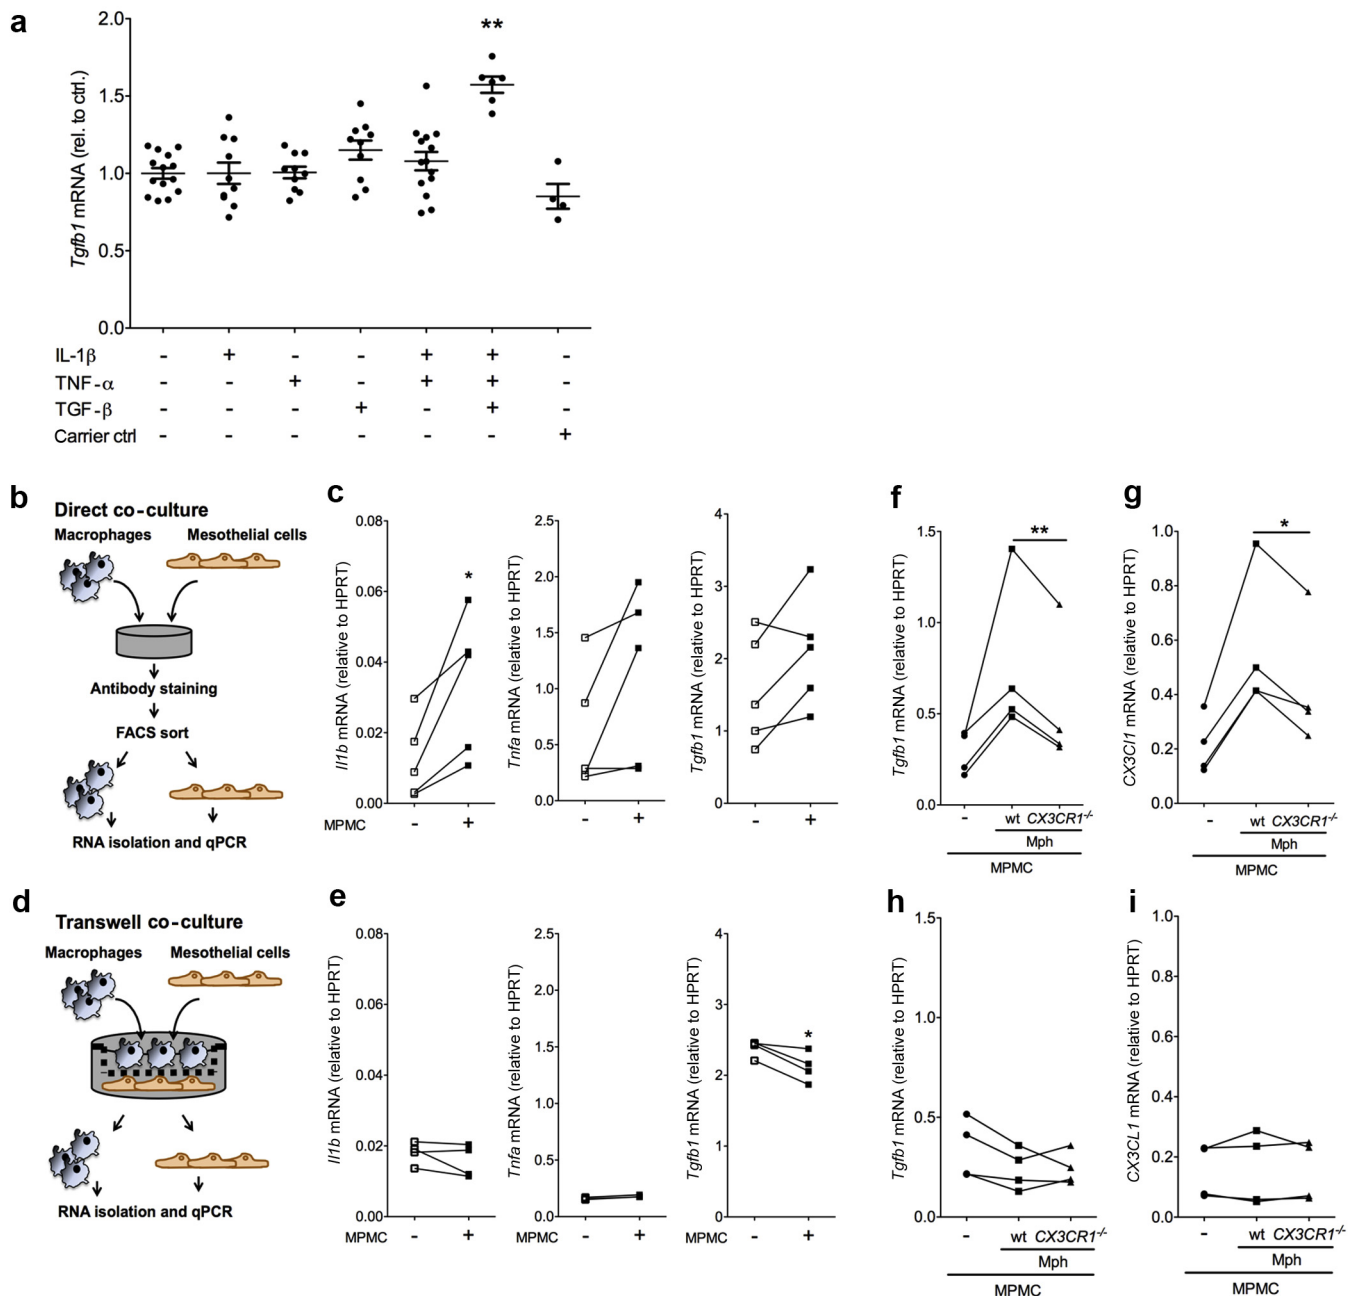 a
Tgfb1 mRNA (rel. to ctrl.)
2.0
1.5
1.0
0.5
0.0
**
IL-1β - + - - + + -
TNF-α - - + - + + -
TGF-β - - - + - + -
Carrier ctrl - - - - - - +
b
Direct co-culture
Macrophages Mesothelial cells
Antibody staining
FACS sort
RNA isolation and qPCR
c
Il1b mRNA (relative to HPRT)
0.08
0.06
0.04
0.02
0.00
*
MPMC - +
Tnfa mRNA (relative to HPRT)
2.5
2.0
1.5
1.0
0.5
0.0
- +
Tgfb1 mRNA (relative to HPRT)
4
3
2
1
0
- +
f
Tgfb1 mRNA (relative to HPRT)
1.5
1.0
0.5
0.0
**
- wt CX3CR1-/-
Mph
MPMC
g
CX3Cl1 mRNA (relative to HPRT)
1.0
0.8
0.6
0.4
0.2
0.0
*
- wt CX3CR1-/-
Mph
MPMC
d
Transwell co-culture
Macrophages Mesothelial cells
RNA isolation and qPCR
e
Il1b mRNA (relative to HPRT)
0.08
0.06
0.04
0.02
0.00
MPMC - +
Tnfa mRNA (relative to HPRT)
2.5
2.0
1.5
1.0
0.5
0.0
MPMC - +
Tgfb1 mRNA (relative to HPRT)
4
3
2
1
0
*
MPMC - +
h
Tgfb1 mRNA (relative to HPRT)
1.5
1.0
0.5
0.0
- wt CX3CR1-/-
Mph
MPMC
i
CX3CL1 mRNA (relative to HPRT)
1.0
0.8
0.6
0.4
0.2
0.0
- wt CX3CR1-/-
Mph
MPMC